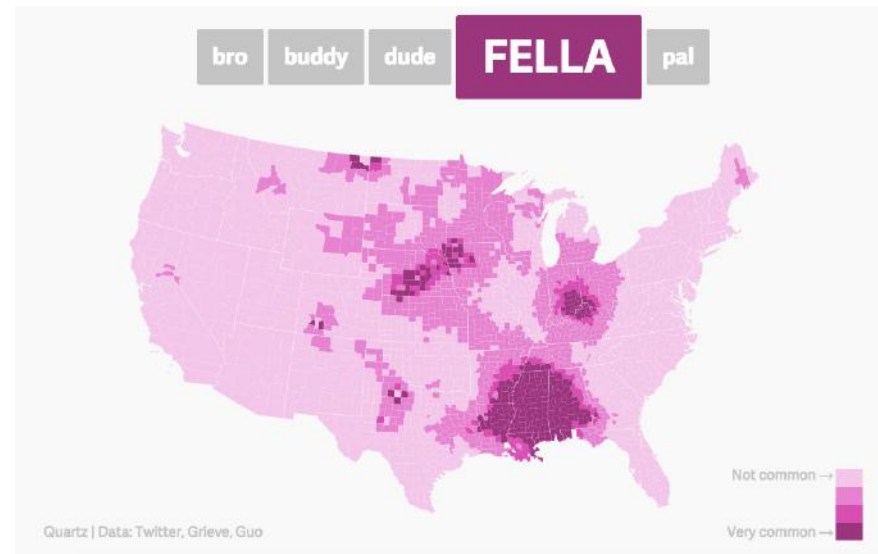 bro buddy dude FELLA pal
Not common →
Very common →
Quartz | Data: Twitter, Grieve, Guo